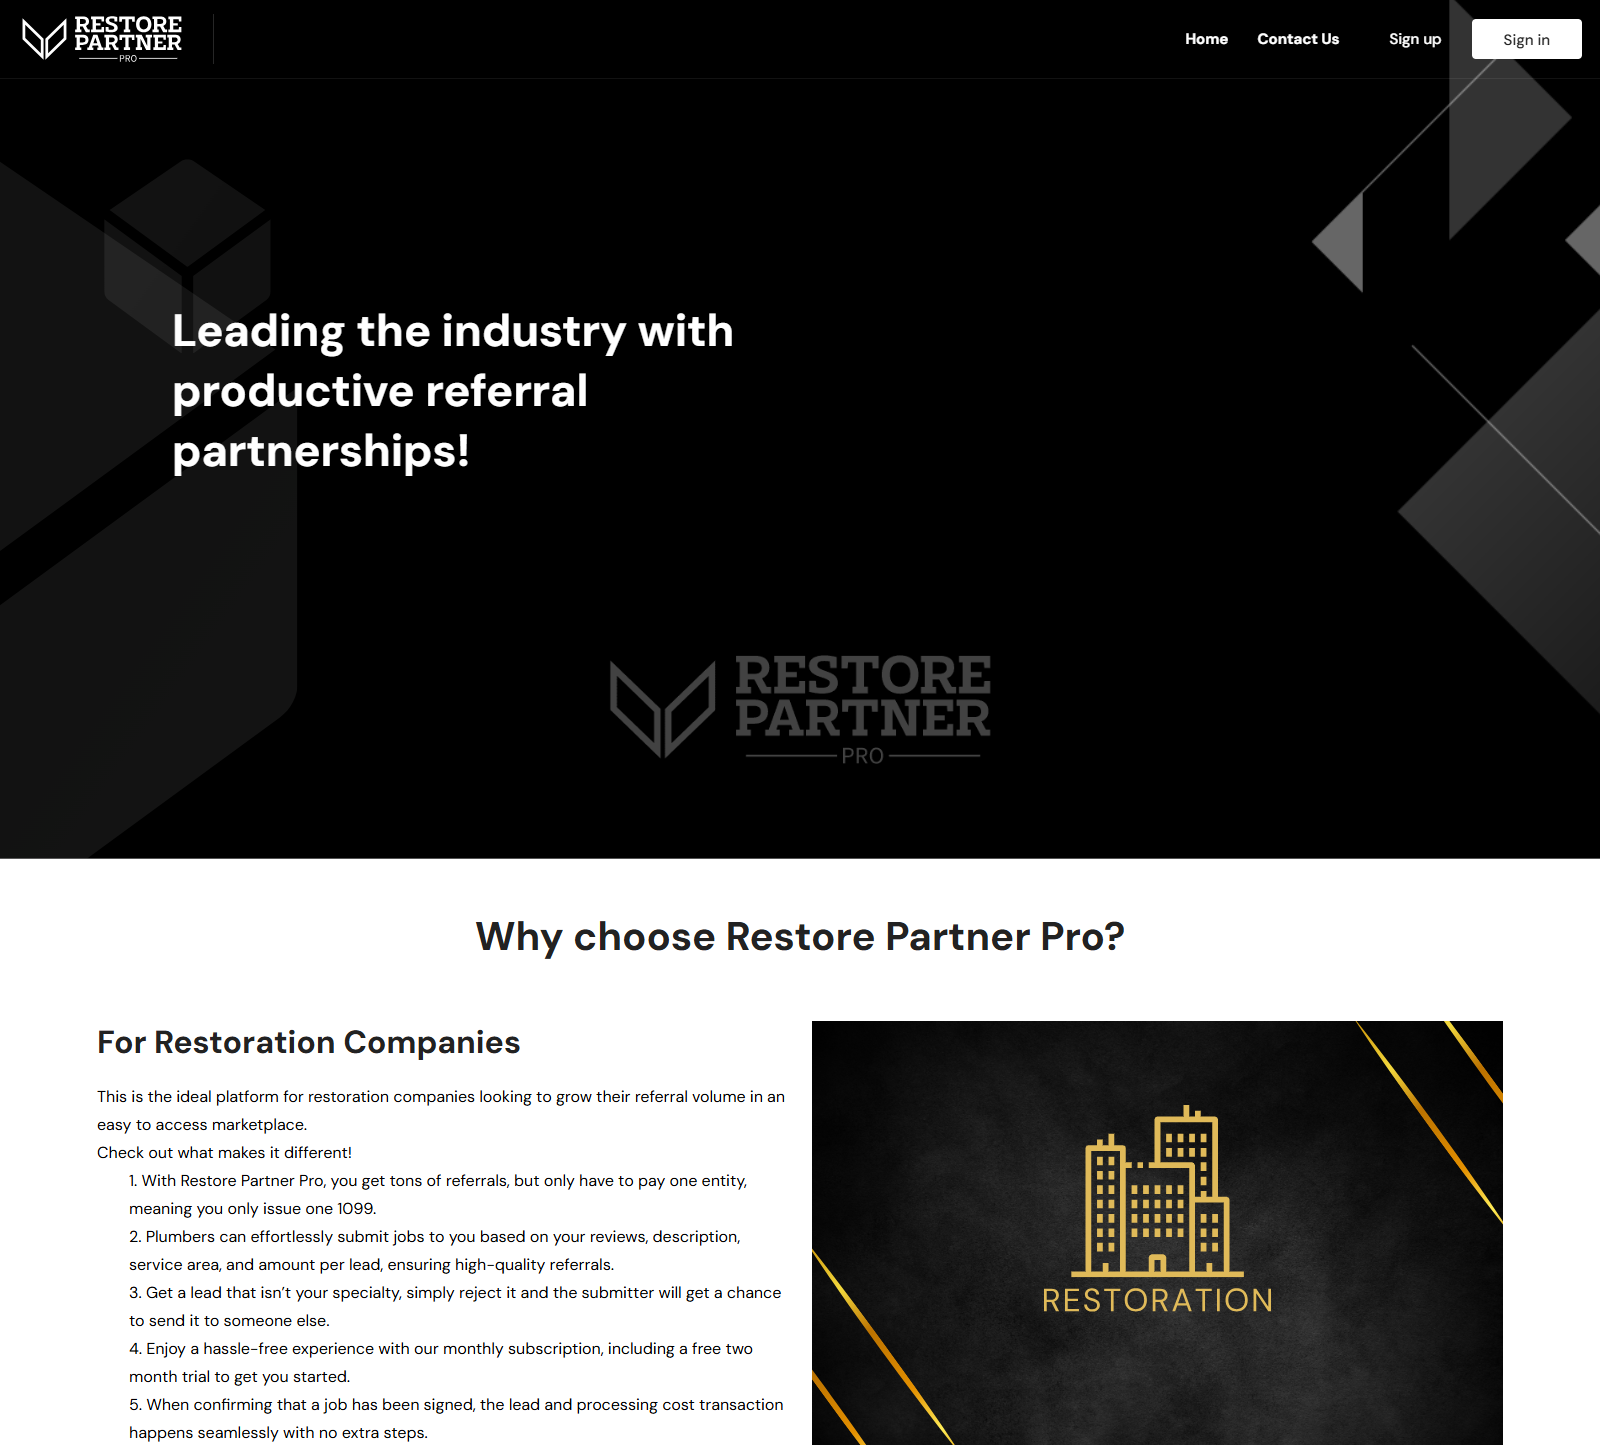 RESTORE
PARTNER
PRO
Home
Contact Us
Sign up
Sign in
Leading the industry with
productive referral
partnerships!
RESTORE
PARTNER
PRO
Why choose Restore Partner Pro?
For Restoration Companies
This is the ideal platform for restoration companies looking to grow their referral volume in an
easy to access marketplace.
Check out what makes it different!
1. With Restore Partner Pro, you get tons of referrals, but only have to pay one entity,
meaning you only issue one 1099.
2. Plumbers can effortlessly submit jobs to you based on your reviews, description,
service area, and amount per lead, ensuring high-quality referrals.
3. Get a lead that isn’t your specialty, simply reject it and the submitter will get a chance
to send it to someone else.
4. Enjoy a hassle-free experience with our monthly subscription, including a free two
month trial to get you started.
5. When confirming that a job has been signed, the lead and processing cost transaction
happens seamlessly with no extra steps.
RESTORATION